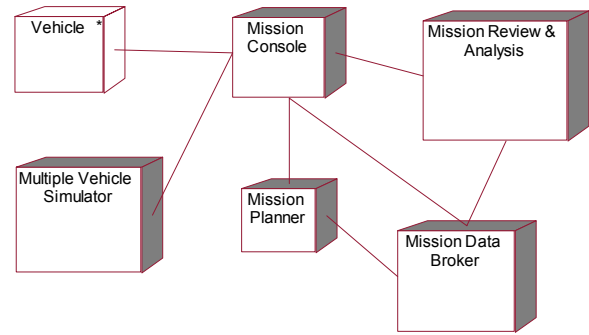 Vehicle *
Mission
Console
Mission Review &
Analysis
Multiple Vehicle
Simulator
Mission
Planner
Mission Data
Broker